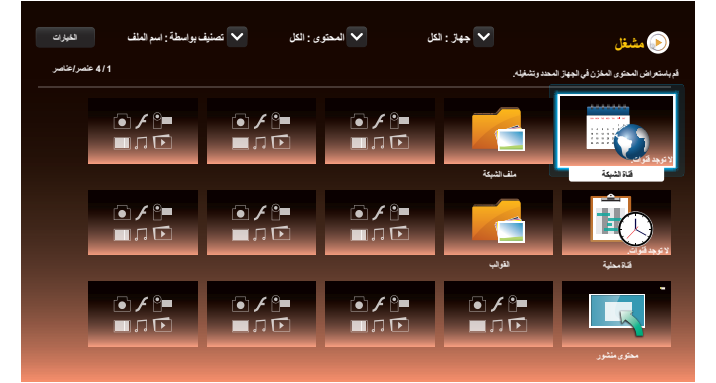 مشغل
جهاز : الكل
المحتوى : الكل
تصنيف بواسطة : اسم الملف
الخيارات
قم باستعراض المحتوى المخزن في الجهاز المحدد وتشغيله.
1 / 4 عنصر/عناصر
لا توجد قنوات.
قناة الشبكة
ملف الشبكة
لا توجد قنوات.
قناة محلية
القوالب
محتوى منشور